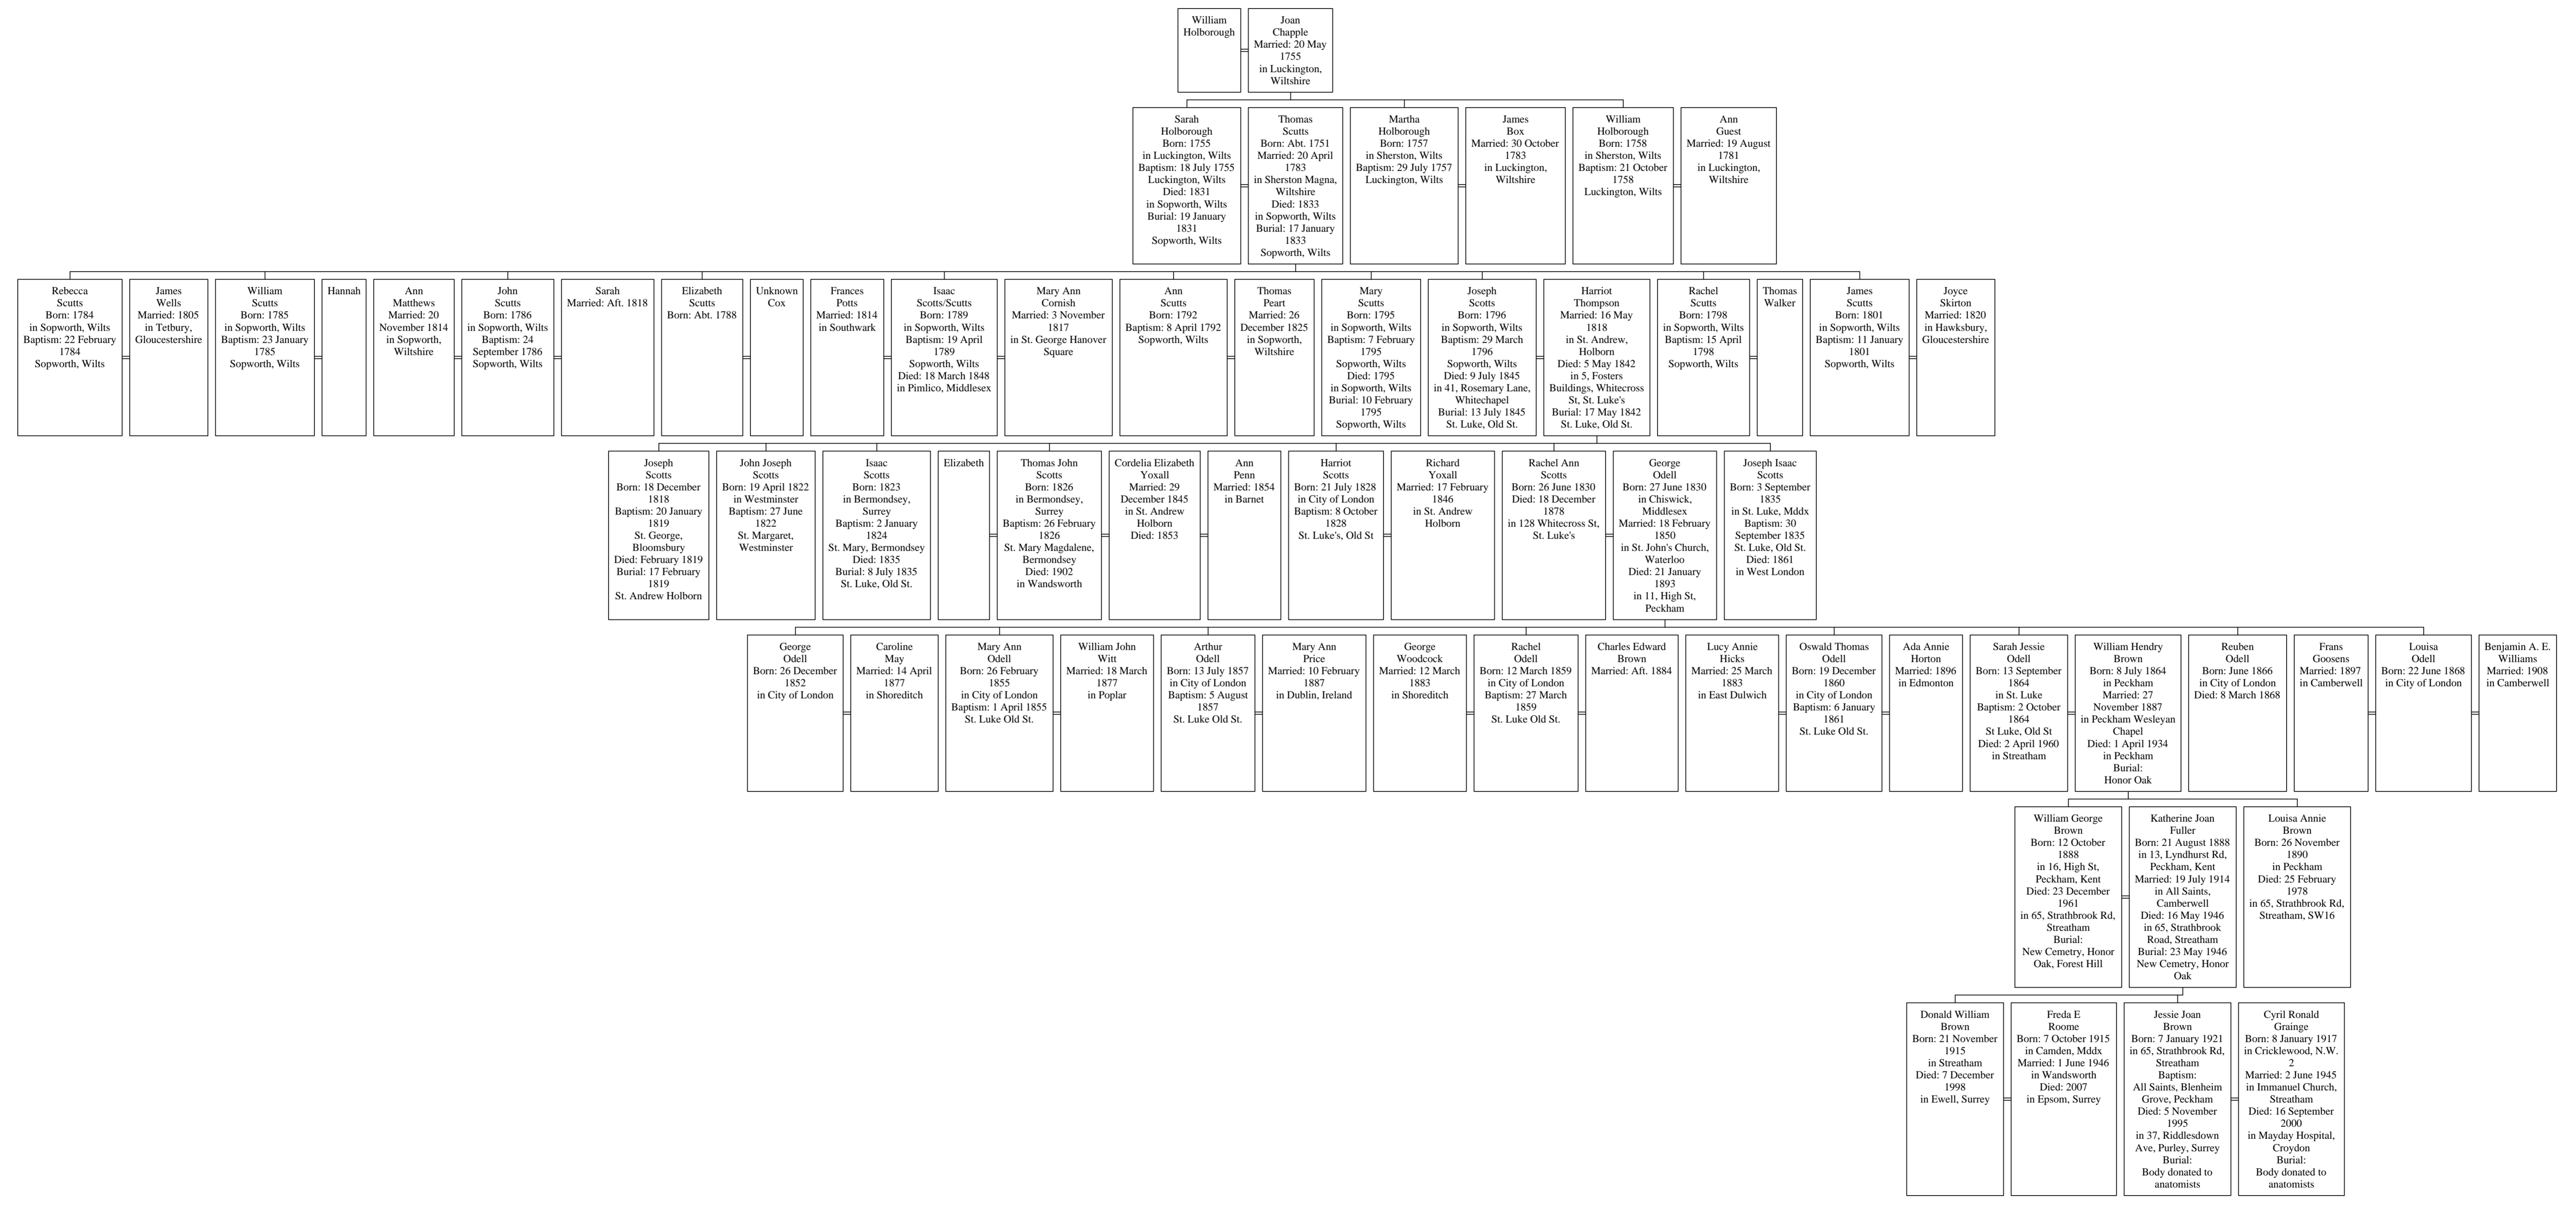 William
Holborough
Joan
Chapple
Married: 20 May
1755
in Luckington,
Wiltshire
Sarah
Holborough
Born: 1755
in Luckington, Wilts
Baptism: 18 July 1755
Luckington, Wilts
Died: 1831
in Sopworth, Wilts
Burial: 19 January
1831
Sopworth, Wilts
Thomas
Scutts
Born: Abt. 1751
Married: 20 April
1783
in Sherston Magna,
Wiltshire
Died: 1833
in Sopworth, Wilts
Burial: 17 January
1833
Sopworth, Wilts
Martha
Holborough
Born: 1757
in Sherston, Wilts
Baptism: 29 July 1757
Luckington, Wilts
James
Box
Married: 30 October
1783
in Luckington,
Wiltshire
William
Holborough
Born: 1758
in Sherston, Wilts
Baptism: 21 October
1758
Luckington, Wilts
Ann
Guest
Married: 19 August
1781
in Luckington,
Wiltshire
Rebecca
Scutts
Born: 1784
in Sopworth, Wilts
Baptism: 22 February
1784
Sopworth, Wilts
James
Wells
Married: 1805
in Tetbury,
Gloucestershire
William
Scutts
Born: 1785
in Sopworth, Wilts
Baptism: 23 January
1785
Sopworth, Wilts
Hannah
Ann
Matthews
Married: 20
November 1814
in Sopworth,
Wiltshire
John
Scutts
Born: 1786
in Sopworth, Wilts
Baptism: 24
September 1786
Sopworth, Wilts
Sarah
Married: Aft. 1818
Elizabeth
Scutts
Born: Abt. 1788
Unknown
Cox
Frances
Potts
Married: 1814
in Southwark
Isaac
Scotts/Scutts
Born: 1789
in Sopworth, Wilts
Baptism: 19 April
1789
Sopworth, Wilts
Died: 18 March 1848
in Pimlico, Middlesex
Mary Ann
Cornish
Married: 3 November
1817
in St. George Hanover
Square
Ann
Scutts
Born: 1792
Baptism: 8 April 1792
Sopworth, Wilts
Thomas
Peart
Married: 26
December 1825
in Sopworth,
Wiltshire
Mary
Scutts
Born: 1795
in Sopworth, Wilts
Baptism: 7 February
1795
Sopworth, Wilts
Died: 1795
in Sopworth, Wilts
Burial: 10 February
1795
Sopworth, Wilts
Joseph
Scotts
Born: 1796
in Sopworth, Wilts
Baptism: 29 March
1796
Sopworth, Wilts
Died: 9 July 1845
in 41, Rosemary Lane,
Whitechapel
Burial: 13 July 1845
St. Luke, Old St.
Harriot
Thompson
Married: 16 May
1818
in St. Andrew,
Holborn
Died: 5 May 1842
in 5, Fosters
Buildings, Whitecross
St, St. Luke's
Burial: 17 May 1842
St. Luke, Old St.
Rachel
Scutts
Born: 1798
in Sopworth, Wilts
Baptism: 15 April
1798
Sopworth, Wilts
Thomas
Walker
James
Scutts
Born: 1801
in Sopworth, Wilts
Baptism: 11 January
1801
Sopworth, Wilts
Joyce
Skirton
Married: 1820
in Hawksbury,
Gloucestershire
Joseph
Scotts
Born: 18 December
1818
Baptism: 20 January
1819
St. George,
Bloomsbury
Died: February 1819
Burial: 17 February
1819
St. Andrew Holborn
John Joseph
Scotts
Born: 19 April 1822
in Westminster
Baptism: 27 June
1822
St. Margaret,
Westminster
Isaac
Scotts
Born: 1823
in Bermondsey,
Surrey
Baptism: 2 January
1824
St. Mary, Bermondsey
Died: 1835
Burial: 8 July 1835
St. Luke, Old St.
Elizabeth
Thomas John
Scotts
Born: 1826
in Bermondsey,
Surrey
Baptism: 26 February
1826
St. Mary Magdalene,
Bermondsey
Died: 1902
in Wandsworth
Cordelia Elizabeth
Yoxall
Married: 29
December 1845
in St. Andrew
Holborn
Died: 1853
Ann
Penn
Married: 1854
in Barnet
Harriot
Scotts
Born: 21 July 1828
in City of London
Baptism: 8 October
1828
St. Luke's, Old St
Richard
Yoxall
Married: 17 February
1846
in St. Andrew
Holborn
Rachel Ann
Scotts
Born: 26 June 1830
Died: 18 December
1878
in 128 Whitecross St,
St. Luke's
George
Odell
Born: 27 June 1830
in Chiswick,
Middlesex
Married: 18 February
1850
in St. John's Church,
Waterloo
Died: 21 January
1893
in 11, High St,
Peckham
Joseph Isaac
Scotts
Born: 3 September
1835
in St. Luke, Mddx
Baptism: 30
September 1835
St. Luke, Old St.
Died: 1861
in West London
George
Odell
Born: 26 December
1852
in City of London
Caroline
May
Married: 14 April
1877
in Shoreditch
Mary Ann
Odell
Born: 26 February
1855
in City of London
Baptism: 1 April 1855
St. Luke Old St.
William John
Witt
Married: 18 March
1877
in Poplar
Arthur
Odell
Born: 13 July 1857
in City of London
Baptism: 5 August
1857
St. Luke Old St.
Mary Ann
Price
Married: 10 February
1887
in Dublin, Ireland
George
Woodcock
Married: 12 March
1883
in Shoreditch
Rachel
Odell
Born: 12 March 1859
in City of London
Baptism: 27 March
1859
St. Luke Old St.
Charles Edward
Brown
Married: Aft. 1884
Lucy Annie
Hicks
Married: 25 March
1883
in East Dulwich
Oswald Thomas
Odell
Born: 19 December
1860
in City of London
Baptism: 6 January
1861
St. Luke Old St.
Ada Annie
Horton
Married: 1896
in Edmonton
Sarah Jessie
Odell
Born: 13 September
1864
in St. Luke
Baptism: 2 October
1864
St Luke, Old St
Died: 2 April 1960
in Streatham
William Hendry
Brown
Born: 8 July 1864
in Peckham
Married: 27
November 1887
in Peckham Wesleyan
Chapel
Died: 1 April 1934
in Peckham
Burial:
Honor Oak
Reuben
Odell
Born: June 1866
in City of London
Died: 8 March 1868
Frans
Goosens
Married: 1897
in Camberwell
Louisa
Odell
Born: 22 June 1868
in City of London
Benjamin A. E.
Williams
Married: 1908
in Camberwell
William George
Brown
Born: 12 October
1888
in 16, High St,
Peckham, Kent
Died: 23 December
1961
in 65, Strathbrook Rd,
Streatham
Burial:
New Cemetry, Honor
Oak, Forest Hill
Katherine Joan
Fuller
Born: 21 August 1888
in 13, Lyndhurst Rd,
Peckham, Kent
Married: 19 July 1914
in All Saints,
Camberwell
Died: 16 May 1946
in 65, Strathbrook
Road, Streatham
Burial: 23 May 1946
New Cemetry, Honor
Oak
Louisa Annie
Brown
Born: 26 November
1890
in Peckham
Died: 25 February
1978
in 65, Strathbrook Rd,
Streatham, SW16
Donald William
Brown
Born: 21 November
1915
in Streatham
Died: 7 December
1998
in Ewell, Surrey
Freda E
Roome
Born: 7 October 1915
in Camden, Mddx
Married: 1 June 1946
in Wandsworth
Died: 2007
in Epsom, Surrey
Jessie Joan
Brown
Born: 7 January 1921
in 65, Strathbrook Rd,
Streatham
Baptism:
All Saints, Blenheim
Grove, Peckham
Died: 5 November
1995
in 37, Riddlesdown
Ave, Purley, Surrey
Burial:
Body donated to
anatomists
Cyril Ronald
Grainge
Born: 8 January 1917
in Cricklewood, N.W.
2
Married: 2 June 1945
in Immanuel Church,
Streatham
Died: 16 September
2000
in Mayday Hospital,
Croydon
Burial:
Body donated to
anatomists